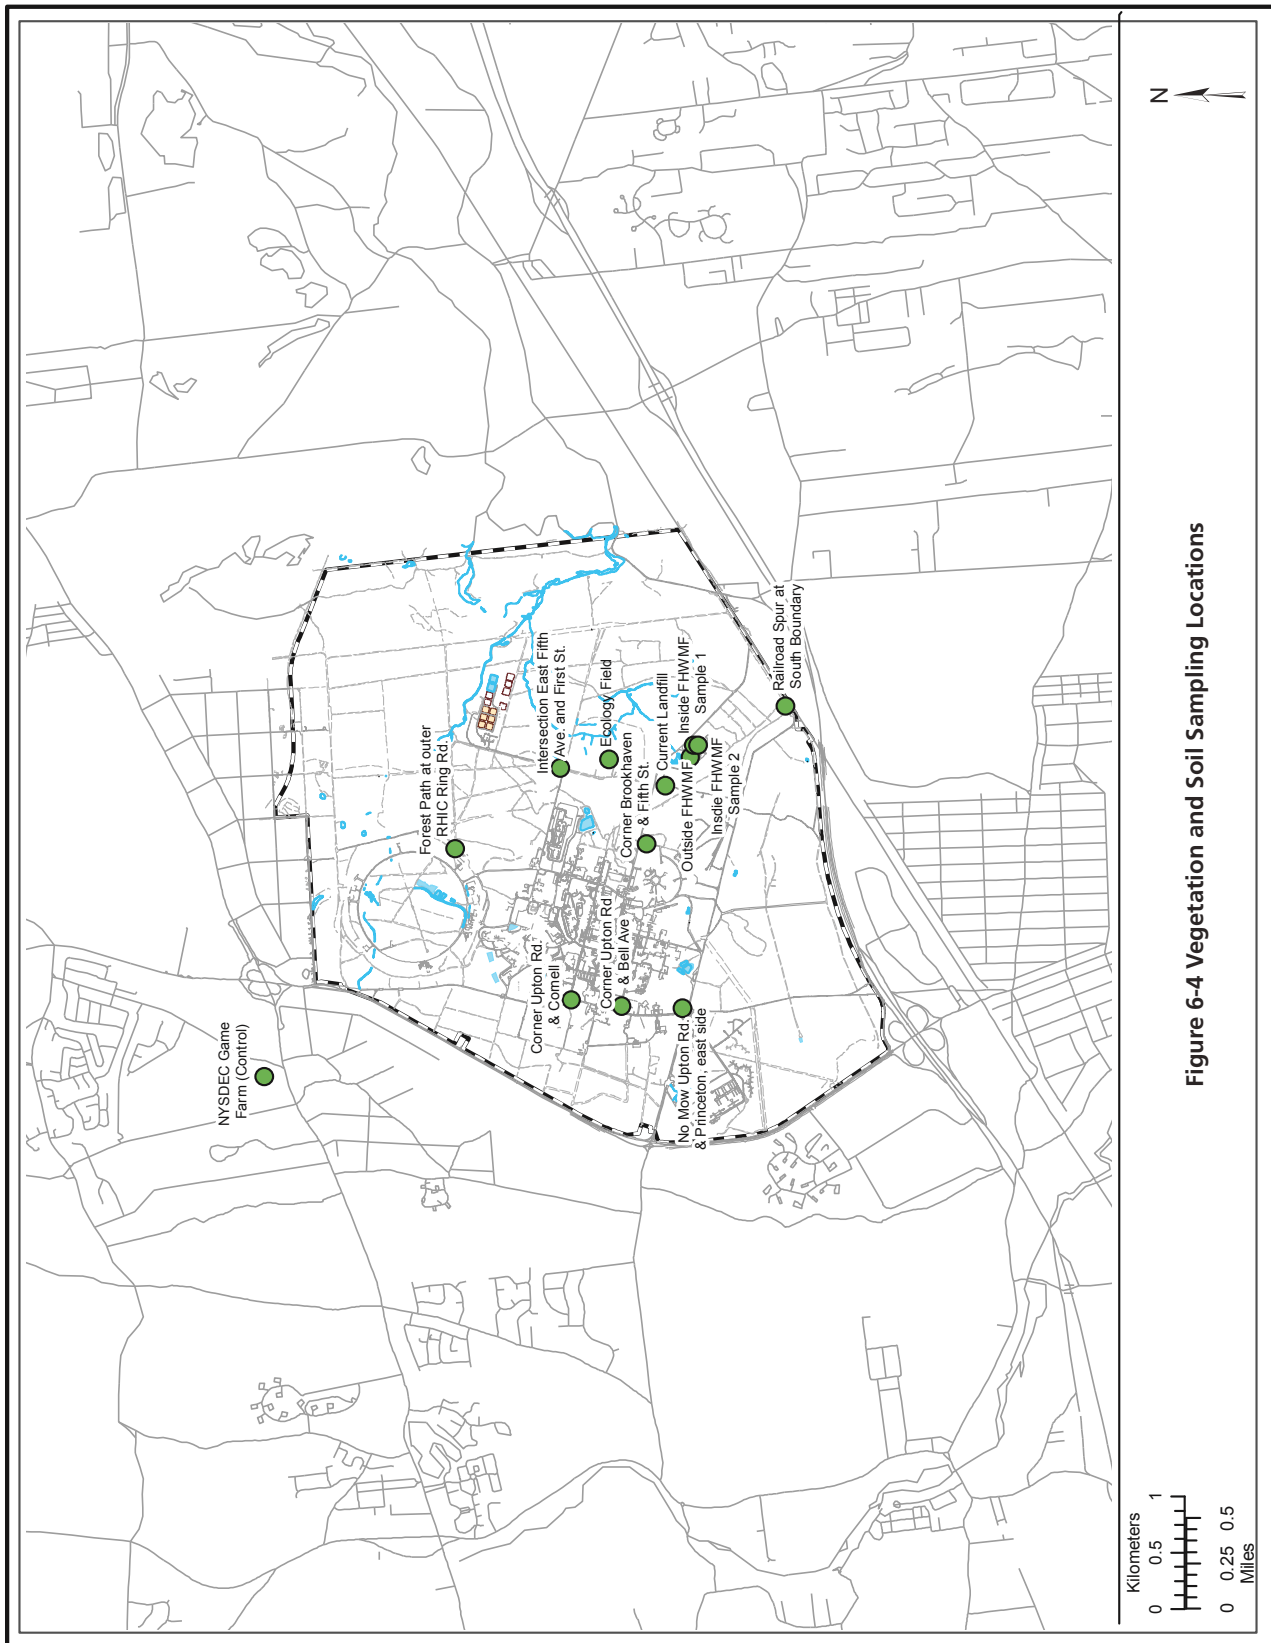 NYSDEC Game
Farm (Control)
Forest Path at outer
RHIC Ring Rd.
Intersection East Fifth
Ave. and First St.
Corner Upton Rd.
& Cornell
Ecology Field
Corner Upton Rd
& Bell Ave
Corner Brookhaven
& Fifth St.
Current Landfill
Inside FHWMF
Sample 1
Outside FHWMF
Insdie FHWMF
Sample 2
No Mow Upton Rd.
& Princeton, east side
Railroad Spur at
South Boundary
N
Kilometers
0 0.5 1
0 0.25 0.5
Miles
Figure 6-4 Vegetation and Soil Sampling Locations